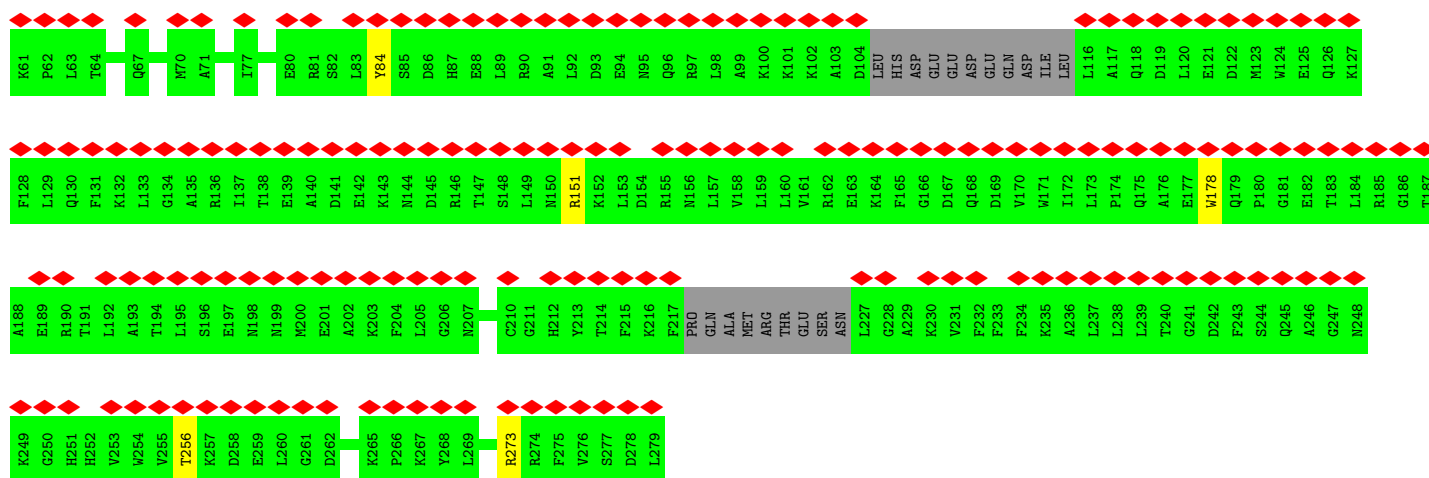 K61 P62 L63 T64 Q67 M70 A71 I77 E80 R81 S82 L83 Y84 S85 D86 H87 E88 L89 R90 A91 L92 D93 E94 N95 Q96 R97 L98 A99 K100 K101 K102 A103 D104 LEU HIS ASP GLU GLU ASP GLU GLN ASP ILE LEU L116 A117 Q118 D119 L120 E121 D122 M123 W124 E125 Q126 K127
F128 L129 Q130 F131 K132 L133 G134 A135 R136 I137 T138 E139 A140 D141 E142 K143 N144 D145 R146 T147 S148 L149 N150 R151 K152 L153 D154 R155 N156 L157 V158 L159 L160 V161 R162 E163 K164 F165 G166 D167 Q168 D169 V170 W171 I172 L173 P174 Q175 A176 E177 W178 Q179 P180 G181 E182 T183 L184 R185 G186 T187
A188 E189 R190 T191 L192 A193 T194 L195 S196 E197 N198 N199 M200 E201 A202 K203 F204 L205 G206 N207 C210 G211 H212 Y213 T214 F215 K216 F217 PRO GLN ALA MET ARG THR GLU SER ASN L227 G228 A229 K230 V231 F232 F233 F234 K235 A236 L237 L238 L239 T240 G241 D242 F243 S244 Q245 A246 G247 N248
K249 G250 H251 H252 V253 W254 V255 T256 K257 D258 E259 L260 G261 D262 K265 P266 K267 Y268 L269 R273 R274 F275 V276 S277 D278 L279